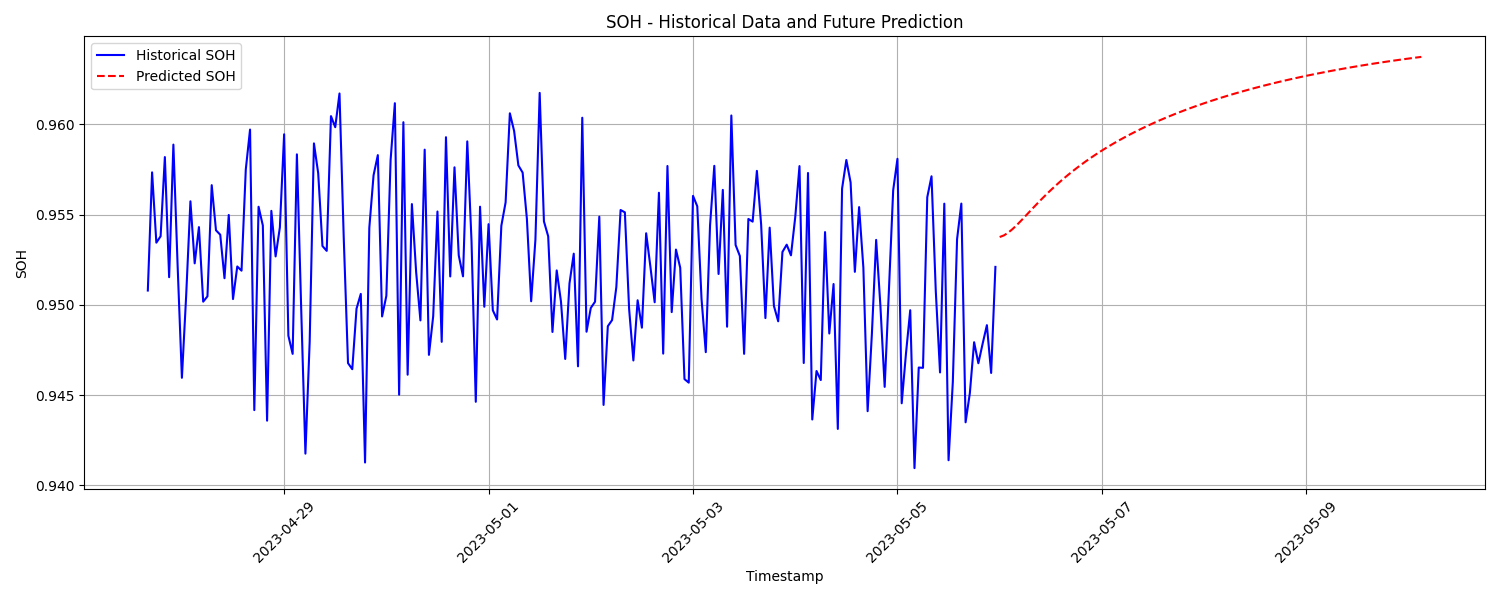 SOH - Historical Data and Future Prediction
Historical SOH
Predicted SOH
0.960
0.955
0.950
0.945
0.940
SOH
2023-04-29
2023-05-01
2023-05-03
2023-05-05
2023-05-07
2023-05-09
Timestamp